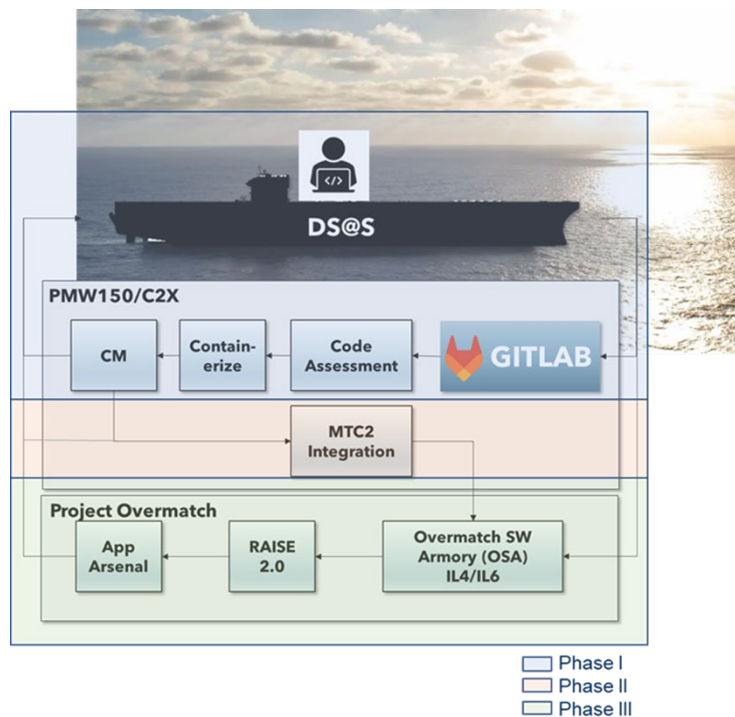 </>
DS@S
PMW150/C2X
CM
Contain-
erize
Code
Assessment
GITLAB
MTC2
Integration
Project Overmatch
App
Arsenal
RAISE
2.0
Overmatch SW
Armory (OSA)
IL4/IL6
Phase I
Phase II
Phase III